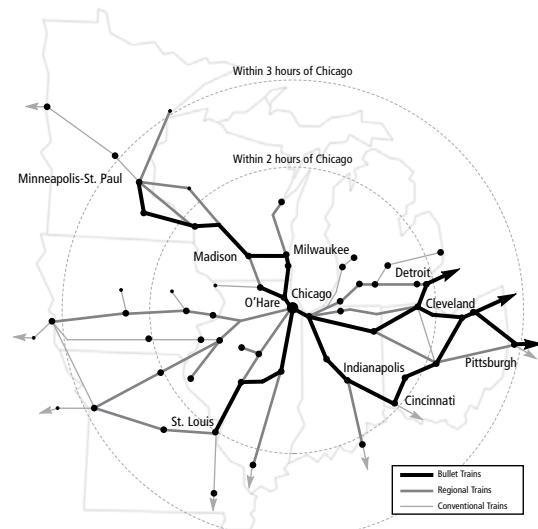 Within 3 hours of Chicago
Within 2 hours of Chicago
Minneapolis-St. Paul
Madison
Milwaukee
Detroit
O'Hare
Chicago
Cleveland
Indianapolis
Pittsburgh
Cincinnati
St. Louis
Bullet Trains
Regional Trains
Conventional Trains